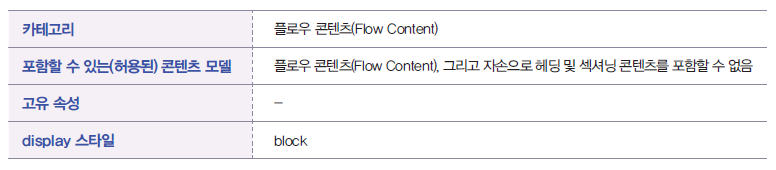 카테고리 플로우 콘텐츠(Flow Content)
포함할 수 있는(허용된) 콘텐츠 모델 플로우 콘텐츠(Flow Content), 그리고 자손으로 헤딩 및 섹셔닝 콘텐츠를 포함할 수 없음
고유 속성 –
display 스타일 block